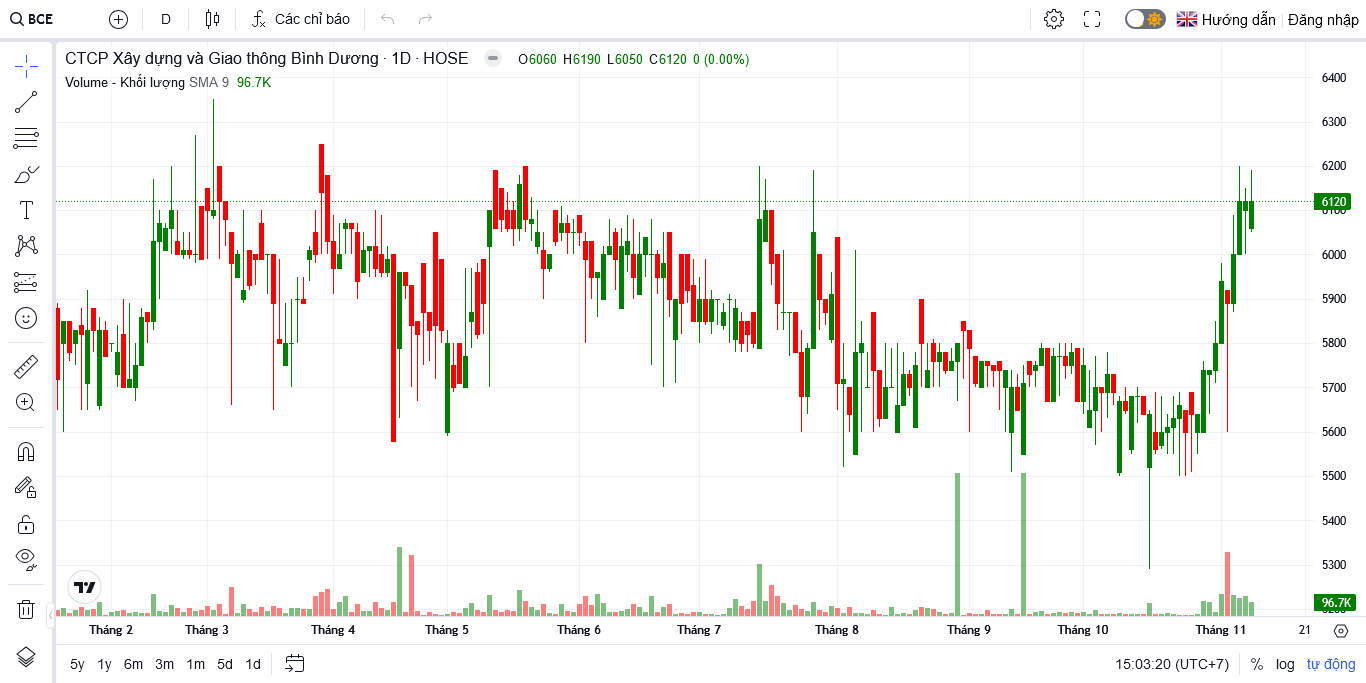 BCE
D
Các chỉ báo
Hướng dẫn
Đăng nhập
CTCP Xây dựng và Giao thông Bình Dương · 1D · HOSE
O6060 H6190 L6050 C6120 0 (0.00%)
Volume - Khối lượng SMA 9 96.7K
6400
6300
6200
6120
6100
6000
5900
5800
5700
5600
5500
5400
5300
96.7K
Tháng 2 Tháng 3 Tháng 4 Tháng 5 Tháng 6 Tháng 7 Tháng 8 Tháng 9 Tháng 10 Tháng 11 21
5y 1y 6m 3m 1m 5d 1d
15:03:20 (UTC+7) % log tự động